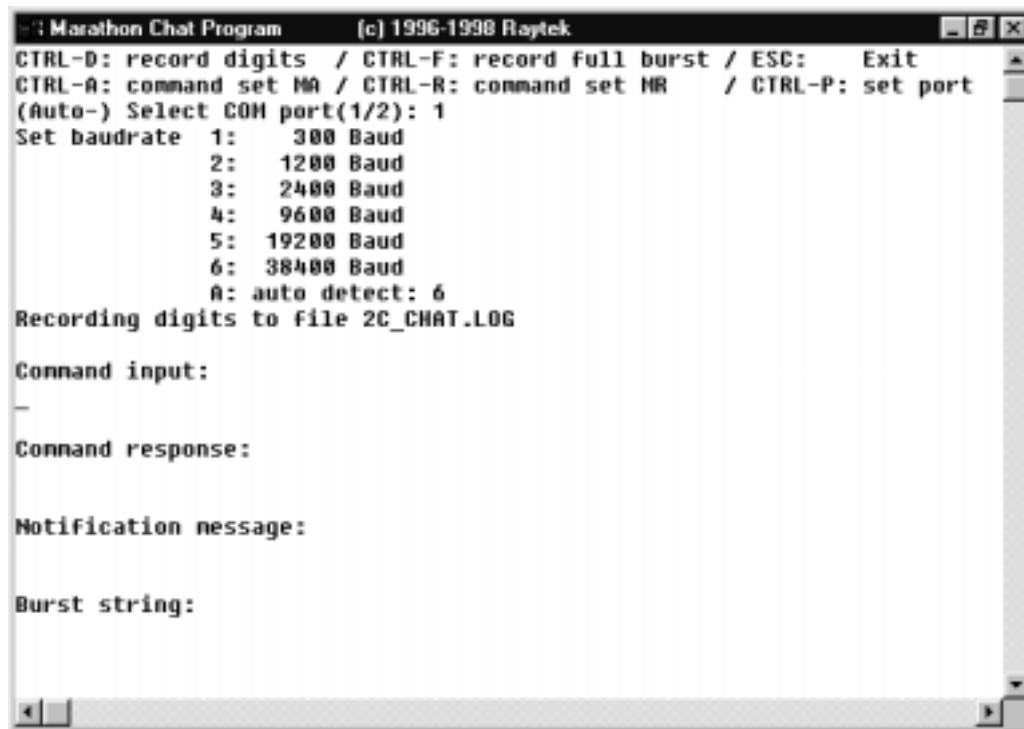 Marathon Chat Program (c) 1996-1998 Raytek
CTRL-D: record digits / CTRL-F: record full burst / ESC: Exit
CTRL-A: command set MA / CTRL-R: command set MR / CTRL-P: set port
(Auto-) Select COM port(1/2): 1
Set baudrate 1: 300 Baud
2: 1200 Baud
3: 2400 Baud
4: 9600 Baud
5: 19200 Baud
6: 38400 Baud
A: auto detect: 6
Recording digits to file 2C_CHAT.LOG
Command input:
_
Command response:
Notification message:
Burst string: